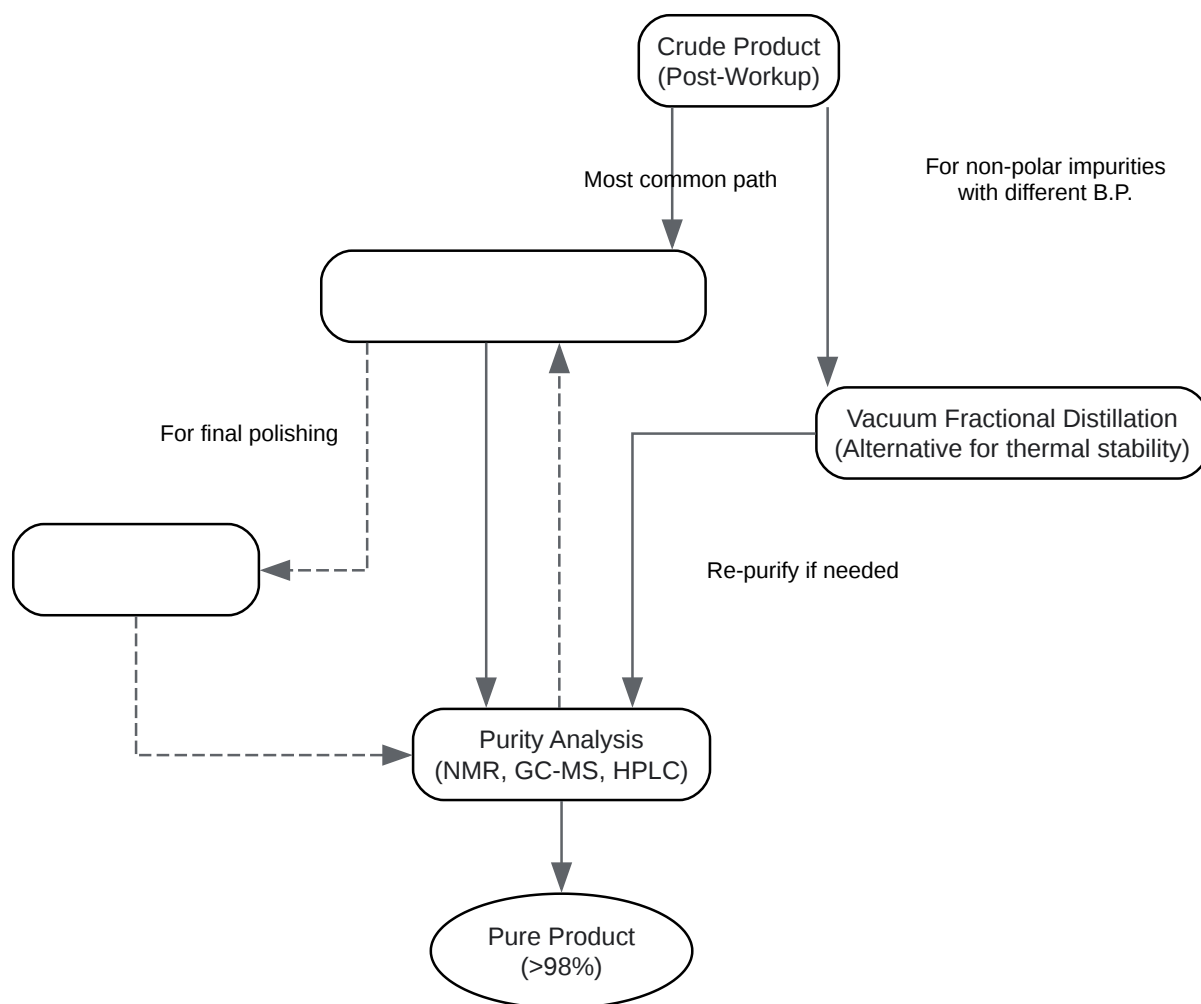 Crude Product
(Post-Workup)
Most common path
For non-polar impurities
with different B.P.
Vacuum Fractional Distillation
(Alternative for thermal stability)
For final polishing
Re-purify if needed
Purity Analysis
(NMR, GC-MS, HPLC)
Pure Product
(>98%)